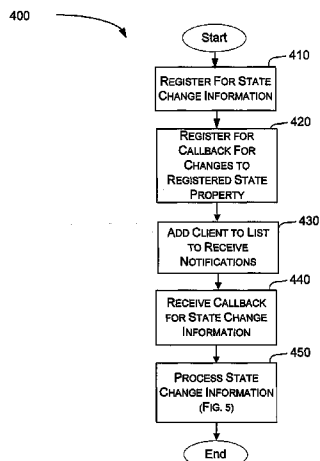 400
Start
410
REGISTER FOR STATE
CHANGE INFORMATION
420
REGISTER FOR
CALLBACK FOR
CHANGES TO
REGISTERED STATE
PROPERTY
430
ADD CLIENT TO LIST
TO RECEIVE
NOTIFICATIONS
440
RECEIVE CALLBACK
FOR STATE CHANGE
INFORMATION
450
PROCESS STATE
CHANGE INFORMATION
(FIG. 5)
End